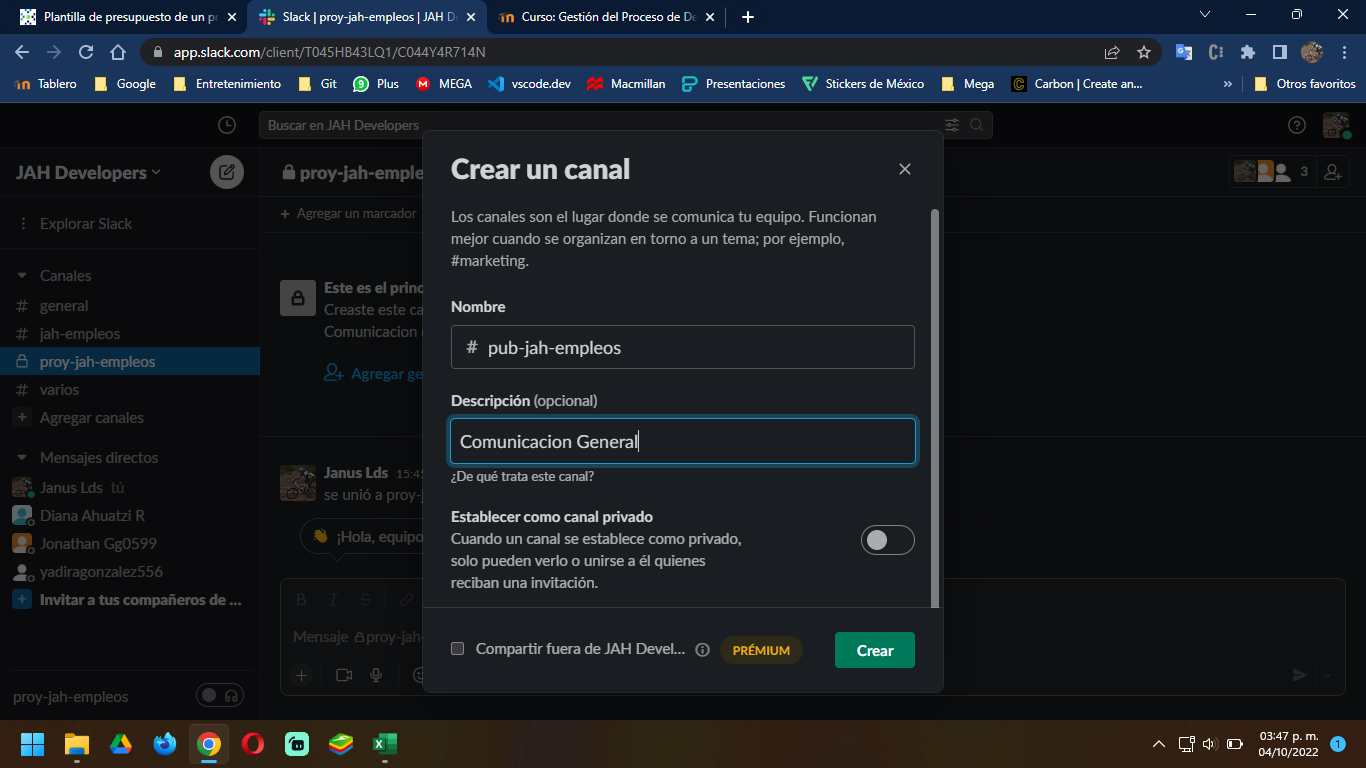 Plantilla de presupuesto de un pr
Slack | proy-jah-empleos | JAH D
Curso: Gestión del Proceso de De
app.slack.com/client/T045HB43LQ1/C044Y4R714N
Tablero
Google
Entretenimiento
Git
Plus
MEGA
vscode.dev
Macmillan
Presentaciones
Stickers de México
Mega
Carbon | Create an...
»
Otros favoritos
Buscar en JAH Developers
JAH Developers
proy-jah-emple
3
Explorar Slack
+ Agregar un marcador
Canales
# general
# jah-empleos
proy-jah-empleos
# varios
+ Agregar canales
Mensajes directos
Janus Lds tú
Diana Ahuatzi R
Jonathan Gg0599
yadiragonzalez556
+ Invitar a tus compañeros de ...
proy-jah-empleos
Este es el princ
Creaste este ca
Comunicacion
Agregar ge
Janus Lds 15:4
se unió a proy-j
¡Hola, equipo
B I S
Mensaje proy-jah-
Crear un canal
Los canales son el lugar donde se comunica tu equipo. Funcionan
mejor cuando se organizan en torno a un tema; por ejemplo,
#marketing.
Nombre
# pub-jah-empleos
Descripción (opcional)
Comunicacion General
¿De qué trata este canal?
Establecer como canal privado
Cuando un canal se establece como privado,
solo pueden verlo o unirse a él quienes
reciban una invitación.
Compartir fuera de JAH Devel...
PRÉMIUM
Crear
03:47 p. m.
04/10/2022
1